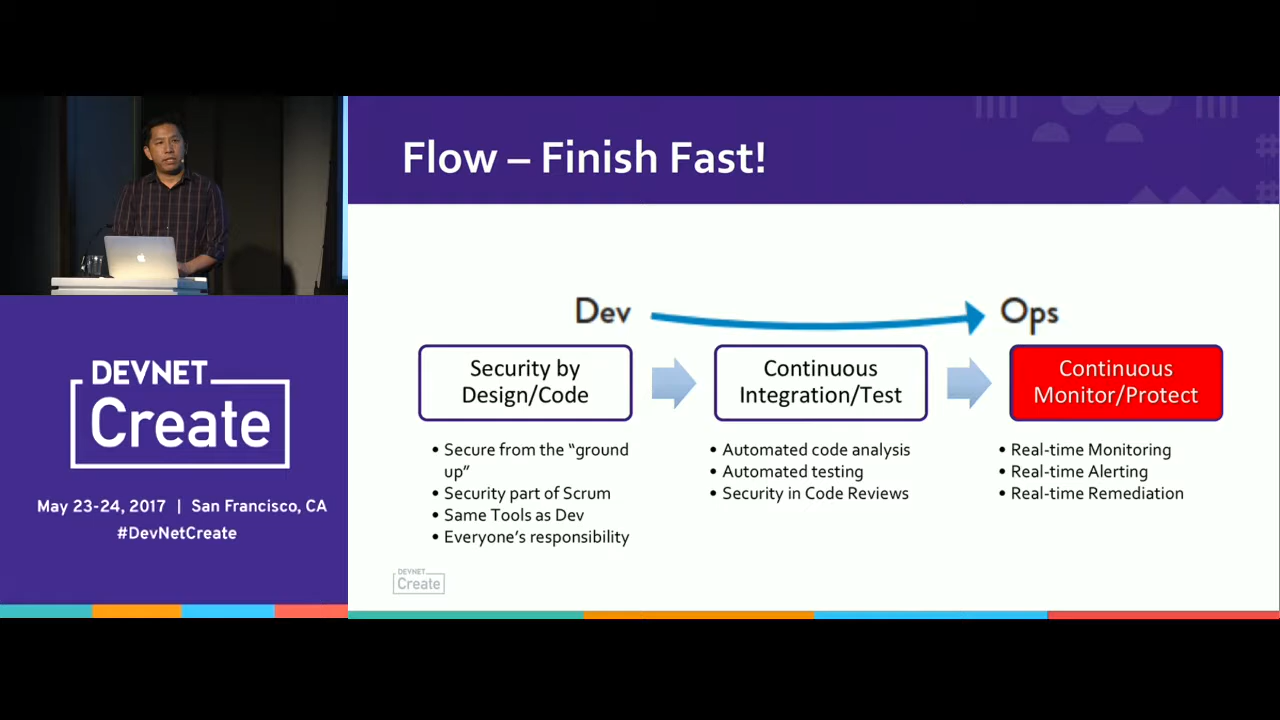 Flow – Finish Fast!
Dev
Ops
Security by
Design/Code
Continuous
Integration/Test
Continuous
Monitor/Protect
• Secure from the “ground
up”
• Security part of Scrum
• Same Tools as Dev
• Everyone’s responsibility
• Automated code analysis
• Automated testing
• Security in Code Reviews
• Real-time Monitoring
• Real-time Alerting
• Real-time Remediation
DEVNET
Create
DEVNET
Create
May 23-24, 2017 | San Francisco, CA
#DevNetCreate